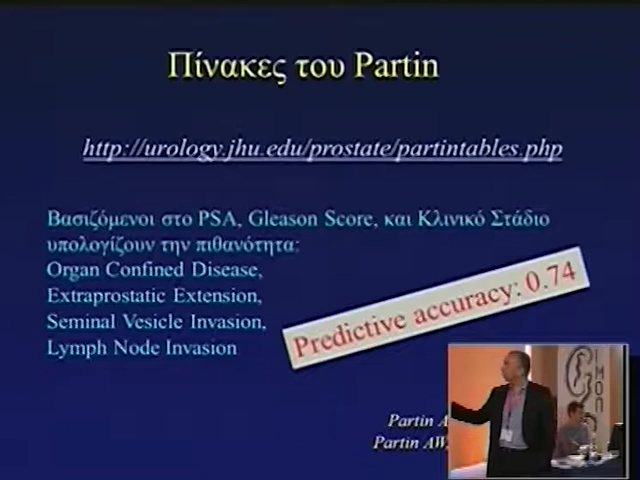 Πίνακες του Partin
http://urology.jhu.edu/prostate/partintables.php
Βασιζόμενοι στο PSA, Gleason Score, και Κλινικό Στάδιο
υπολογίζουν την πιθανότητα:
Organ Confined Disease,
Extraprostatic Extension,
Seminal Vesicle Invasion,
Lymph Node Invasion
Predictive accuracy: 0.74
Partin A
Partin AW,